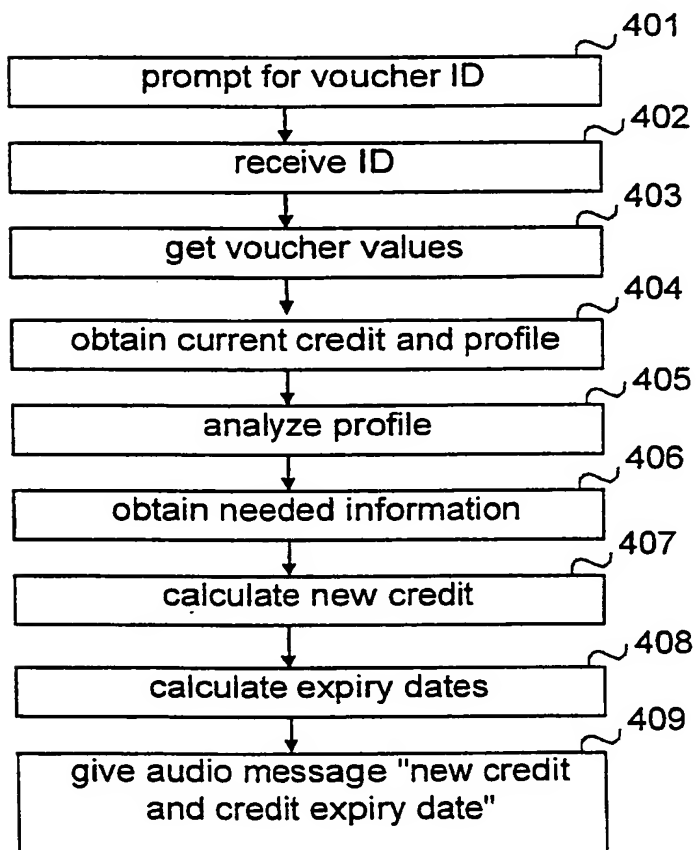 401
prompt for voucher ID
402
receive ID
403
get voucher values
404
obtain current credit and profile
405
analyze profile
406
obtain needed information
407
calculate new credit
408
calculate expiry dates
409
give audio message "new credit
and credit expiry date"